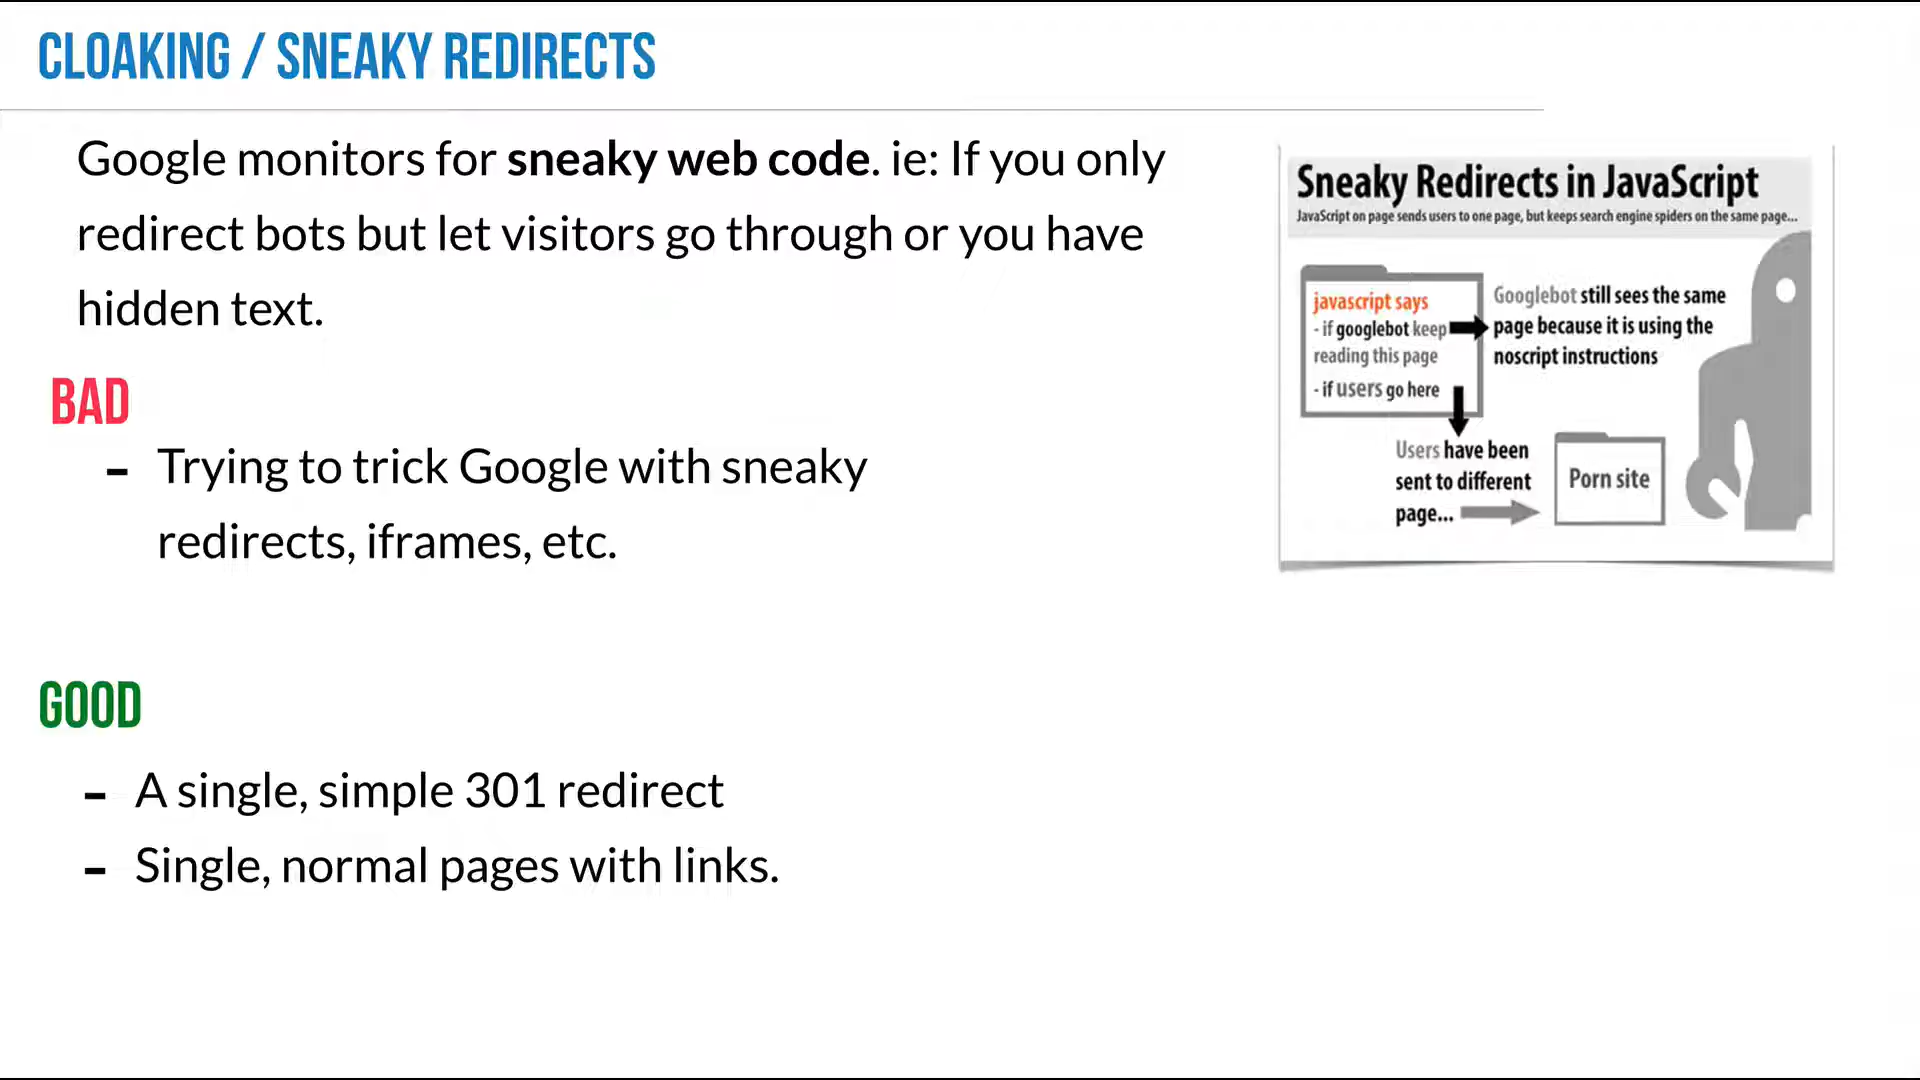 CLOAKING / SNEAKY REDIRECTS
Google monitors for sneaky web code. ie: If you only
redirect bots but let visitors go through or you have
hidden text.
BAD
- Trying to trick Google with sneaky
redirects, iframes, etc.
GOOD
- A single, simple 301 redirect
- Single, normal pages with links.
Sneaky Redirects in JavaScript
JavaScript on page sends users to one page, but keeps search engine spiders on the same page...
javascript says
- if googlebot keep
reading this page
- if users go here
Googlebot still sees the same
page because it is using the
noscript instructions
Users have been
sent to different
page...
Porn site